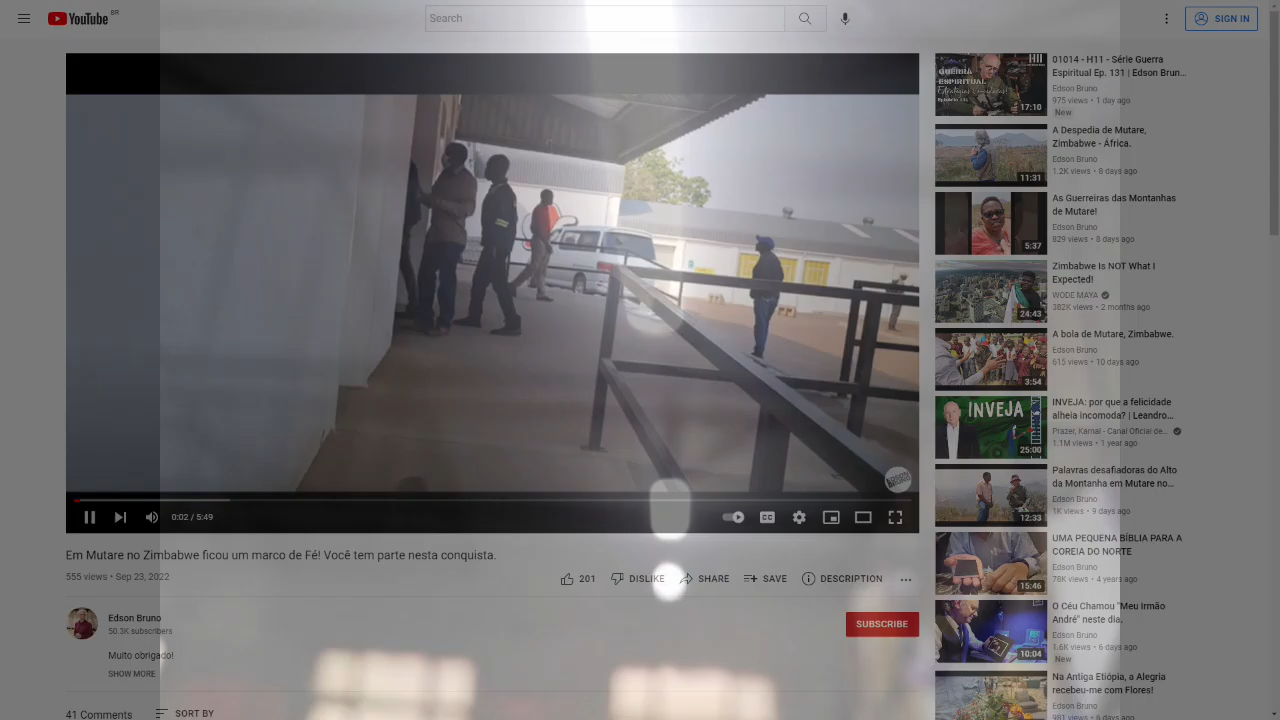 YouTube BR
Search
SIGN IN
0:02 / 5:49
CC
Em Mutare no Zimbabwe ficou um marco de Fé! Você tem parte nesta conquista.
555 views • Sep 23, 2022
201
DISLIKE
SHARE
SAVE
DESCRIPTION
Edson Bruno
50.3K subscribers
SUBSCRIBE
Muito obrigado!
SHOW MORE
41 Comments
SORT BY
HII
GUERRA
ESPIRITUAL
17:10
01014 - H11 - Série Guerra
Espiritual Ep. 131 | Edson Brun...
Edson Bruno
975 views • 1 day ago
New
11:31
A Despedia de Mutare,
Zimbabwe - África.
Edson Bruno
1.2K views • 8 days ago
5:37
As Guerreiras das Montanhas
de Mutare!
Edson Bruno
829 views • 8 days ago
24:43
Zimbabwe Is NOT What I
Expected!
WODE MAYA
382K views • 2 months ago
3:54
A bola de Mutare, Zimbabwe.
Edson Bruno
615 views • 10 days ago
INVEJA
25:00
INVEJA: por que a felicidade
alheia incomoda? | Leandro...
Prazer, Karnal - Canal Oficial de...
1.1M views • 1 year ago
12:33
Palavras desafiadoras do Alto
da Montanha em Mutare no...
Edson Bruno
1K views • 9 days ago
15:46
UMA PEQUENA BÍBLIA PARA A
COREIA DO NORTE
Edson Bruno
78K views • 4 years ago
10:04
O Céu Chamou "Meu Irmão
André" neste dia.
Edson Bruno
1.6K views • 6 days ago
New
Na Antiga Etiópia, a Alegria
recebeu-me com Flores!
Edson Bruno
981 views • 6 days ago